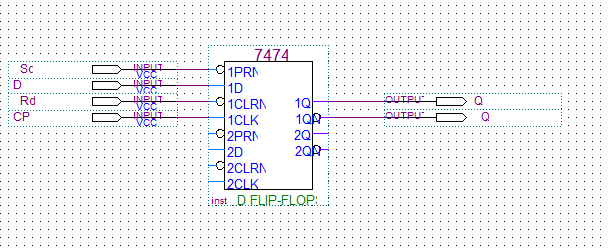 7474
Sd INPUT VCC 1PRN
D INPUT VCC 1D
Rd INPUT VCC 1CLRN 1Q OUTPUT Q
CP INPUT VCC 1CLK 1QN OUTPUT Q
2PRN 2Q
2D 2QN
2CLRN
2CLK
inst D FLIP-FLOPS